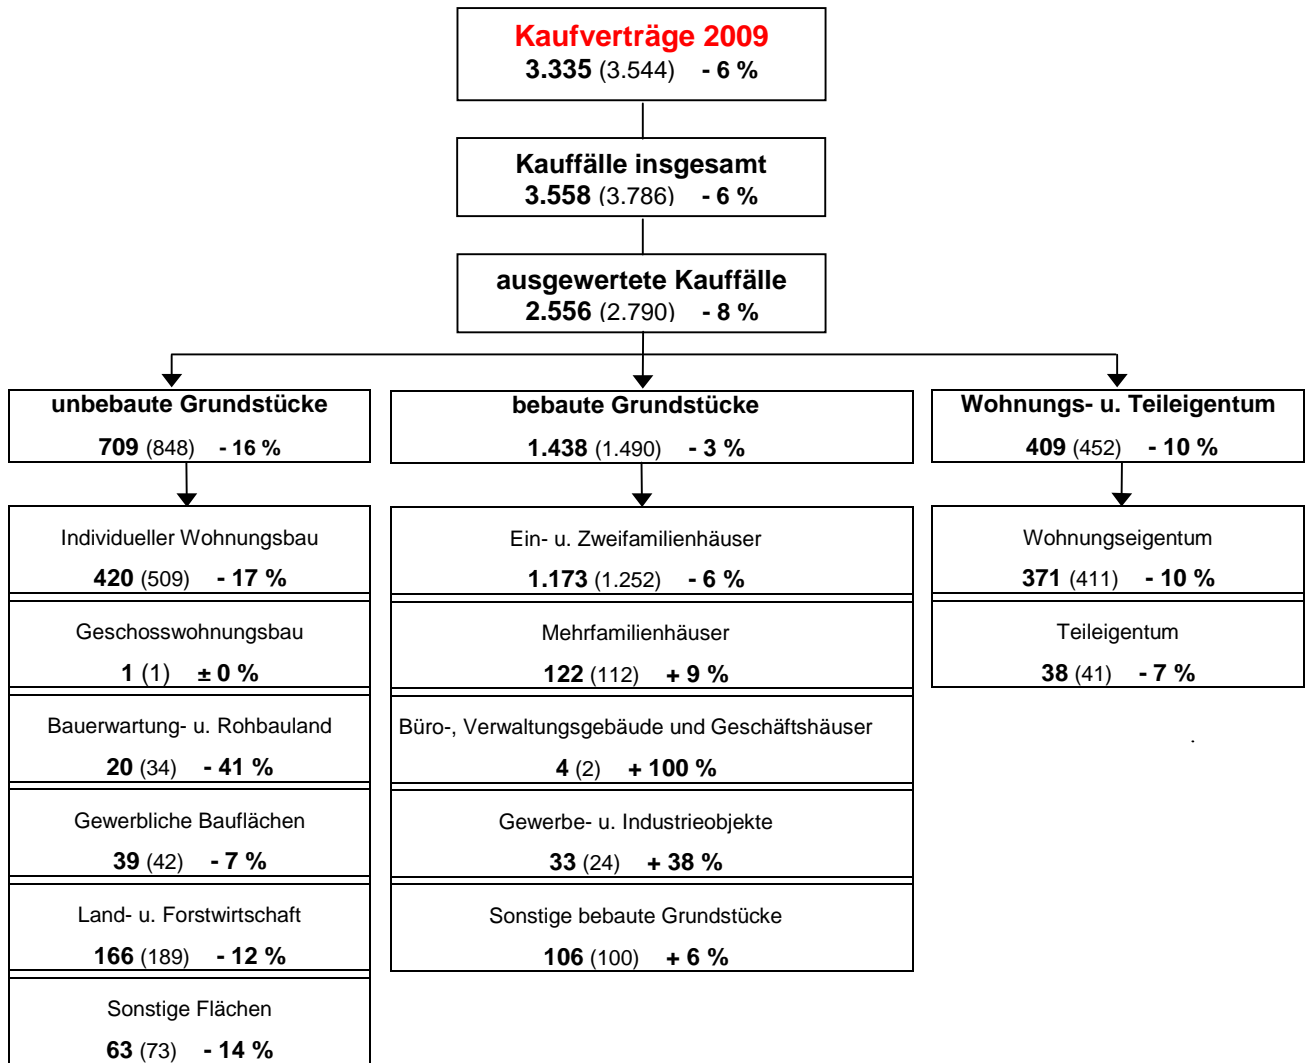 Kaufverträge 2009
3.335 (3.544) - 6 %
Kauffälle insgesamt
3.558 (3.786) - 6 %
ausgewertete Kauffälle
2.556 (2.790) - 8 %
unbebaute Grundstücke
709 (848) - 16 %
Individueller Wohnungsbau
420 (509) - 17 %
Geschosswohnungsbau
1 (1) ± 0 %
Bauerwartung- u. Rohbauland
20 (34) - 41 %
Gewerbliche Bauflächen
39 (42) - 7 %
Land- u. Forstwirtschaft
166 (189) - 12 %
Sonstige Flächen
63 (73) - 14 %
bebaute Grundstücke
1.438 (1.490) - 3 %
Ein- u. Zweifamilienhäuser
1.173 (1.252) - 6 %
Mehrfamilienhäuser
122 (112) + 9 %
Büro-, Verwaltungsgebäude und Geschäftshäuser
4 (2) + 100 %
Gewerbe- u. Industrieobjekte
33 (24) + 38 %
Sonstige bebaute Grundstücke
106 (100) + 6 %
Wohnungs- u. Teileigentum
409 (452) - 10 %
Wohnungseigentum
371 (411) - 10 %
Teileigentum
38 (41) - 7 %
.